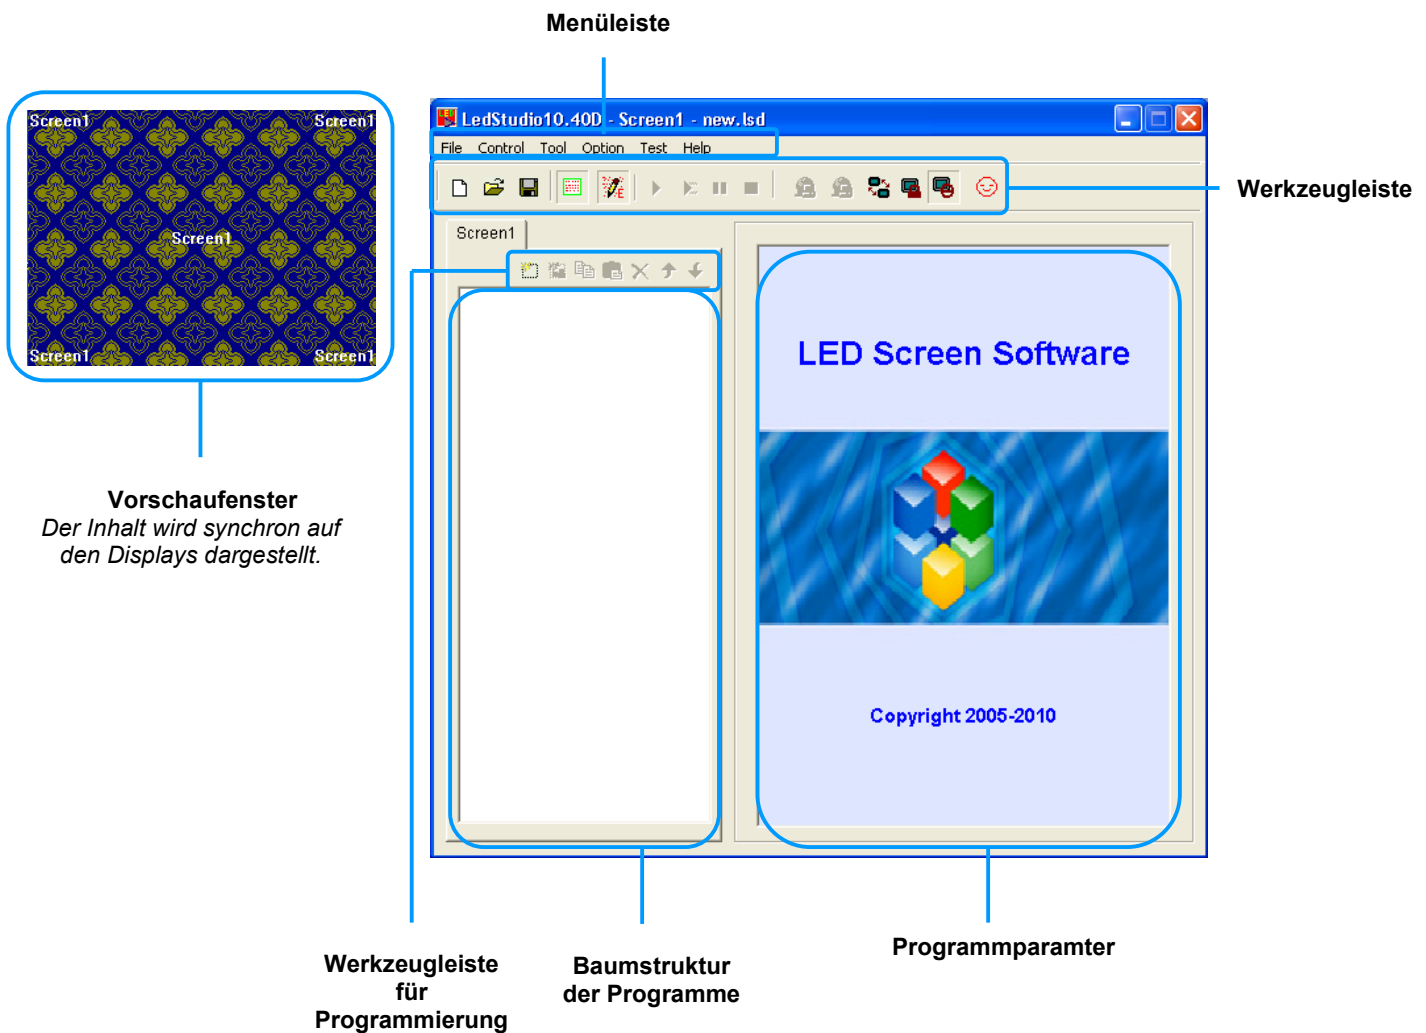 Menüleiste
Screen1 Screen1
Screen1
Screen1 Screen1
LedStudio10.40D - Screen1 - new.lsd
File Control Tool Option Test Help
E
Werkzeugleiste
Screen1
LED Screen Software
Copyright 2005-2010
Vorschaufenster
Der Inhalt wird synchron auf
den Displays dargestellt.
Werkzeugleiste
für
Programmierung
Baumstruktur
der Programme
Programmparamter